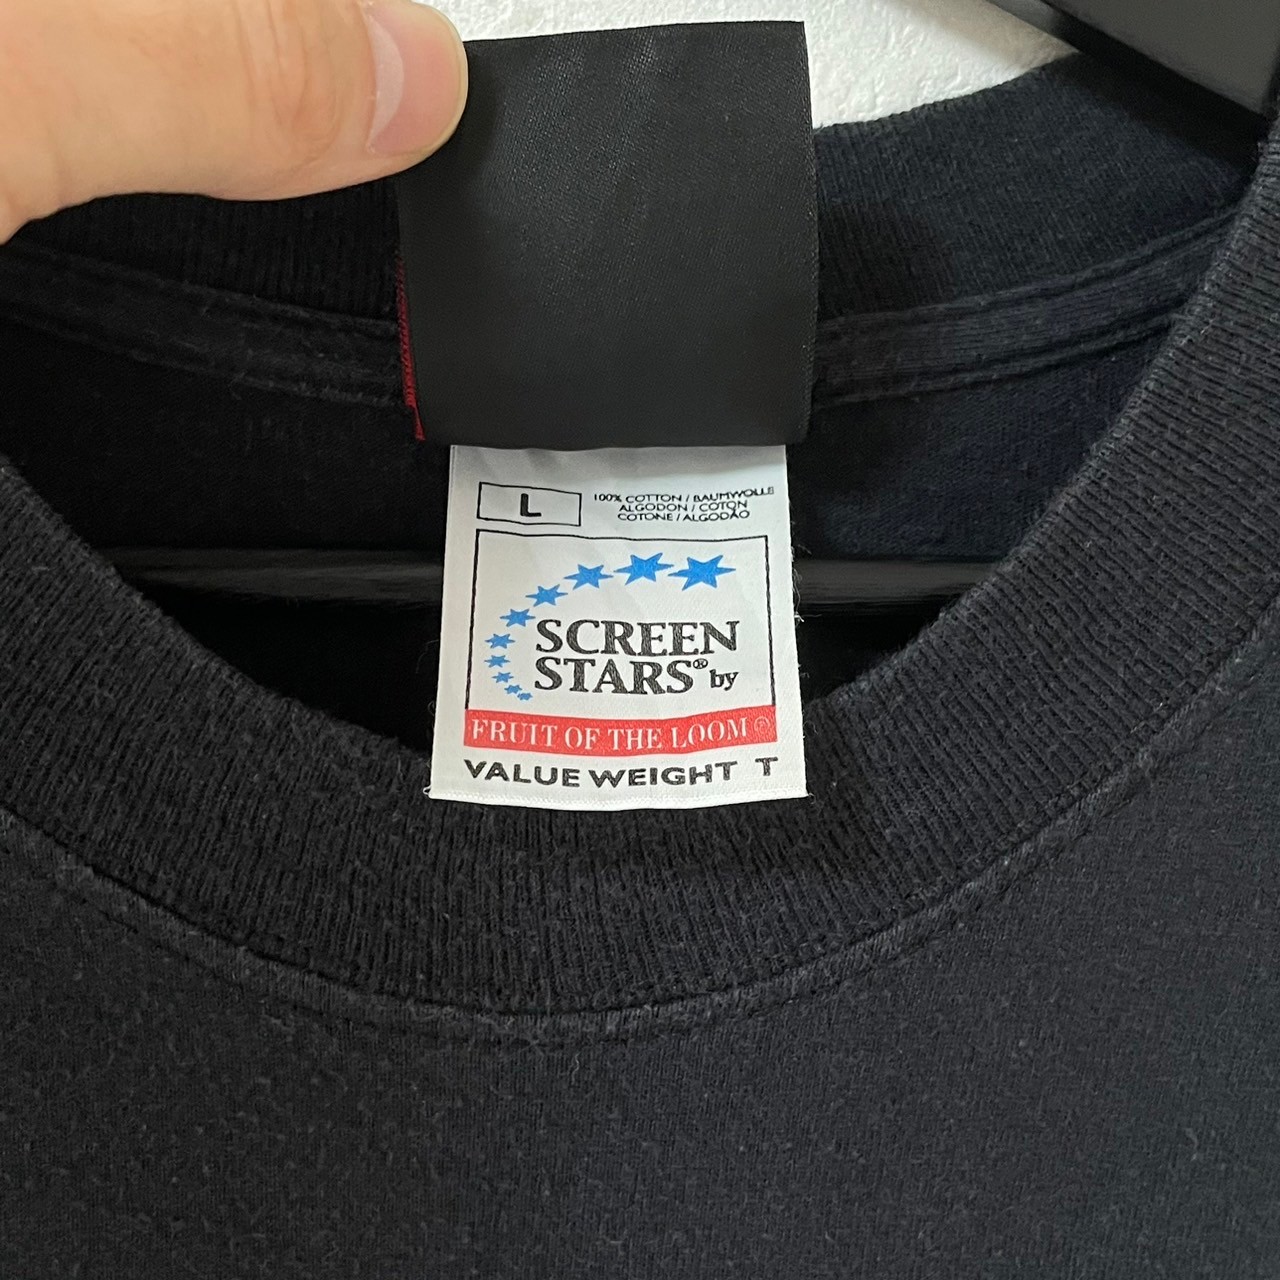 L
100% COTTON / BAUMWOLLE
ALGODON / COTON
COTONE / ALGODÃO
SCREEN
STARS® by
FRUIT OF THE LOOM ®
VALUE WEIGHT T